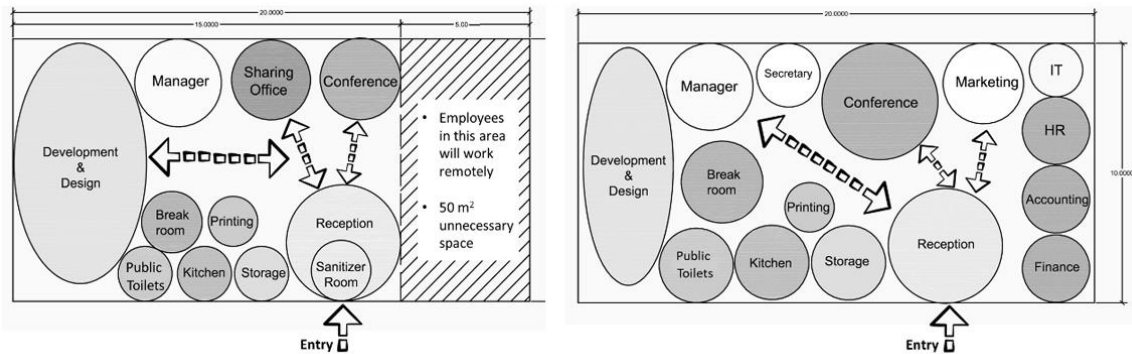 20.0000
15.0000
5.00
Manager
Sharing
Office
Conference
Development
&
Design
• Employees
in this area
will work
remotely
• 50 m²
unnecessary
space
Break
room
Printing
Reception
Public
Toilets
Kitchen
Storage
Sanitizer
Room
Entry
20.0000
Manager
Secretary
Conference
Marketing
IT
HR
Development
&
Design
Break
room
Printing
Accounting
10.0000
Public
Toilets
Kitchen
Storage
Reception
Finance
Entry